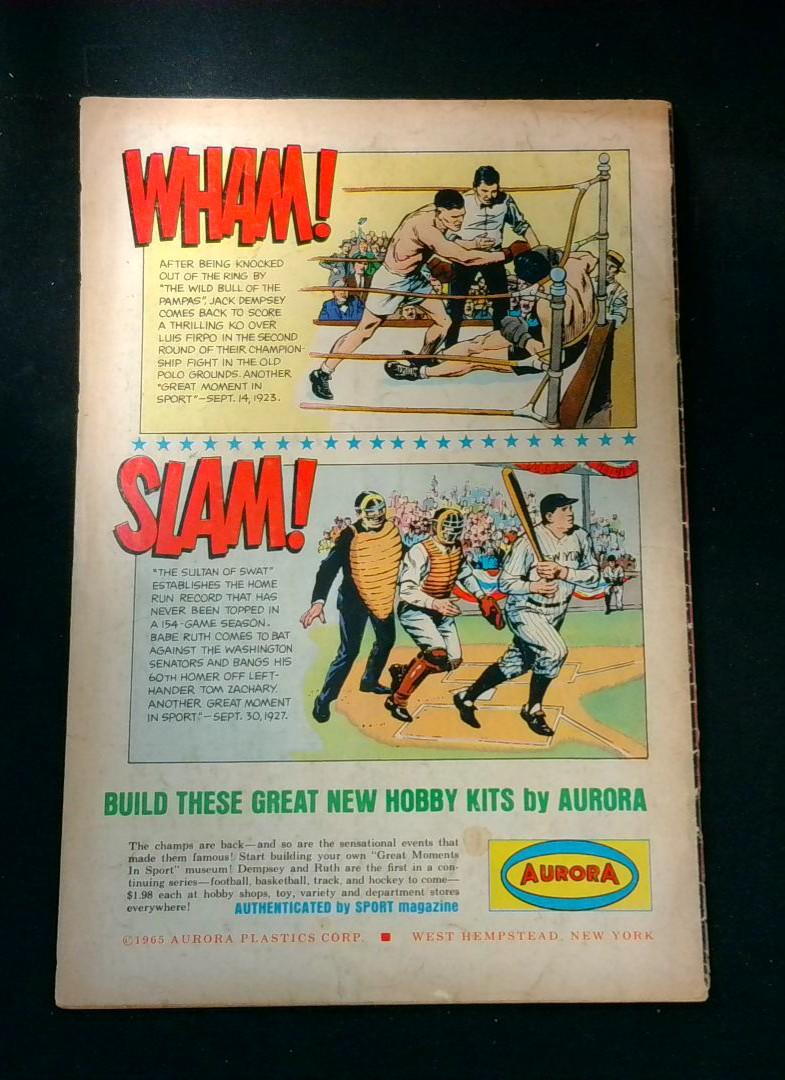 WHAM!
AFTER BEING KNOCKED
OUT OF THE RING BY
"THE WILD BULL OF THE
PAMPAS", JACK DEMPSEY
COMES BACK TO SCORE
A THRILLING KO OVER
LUIS FIRPO IN THE SECOND
ROUND OF THEIR CHAMPION-
SHIP FIGHT IN THE OLD
POLO GROUNDS. ANOTHER
"GREAT MOMENT IN
SPORT"—SEPT. 14, 1923.
SLAM!
"THE SULTAN OF SWAT"
ESTABLISHES THE HOME
RUN RECORD THAT HAS
NEVER BEEN TOPPED IN
A 154-GAME SEASON.
BABE RUTH COMES TO BAT
AGAINST THE WASHINGTON
SENATORS AND BANGS HIS
60TH HOMER OFF LEFT-
HANDER TOM ZACHARY.
ANOTHER GREAT MOMENT
IN SPORT."—SEPT. 30, 1927.
NEW YORK
BUILD THESE GREAT NEW HOBBY KITS by AURORA
The champs are back—and so are the sensational events that
made them famous! Start building your own "Great Moments
In Sport" museum! Dempsey and Ruth are the first in a con-
tinuing series—football, basketball, track, and hockey to come—
$1.98 each at hobby shops, toy, variety and department stores
everywhere!
AUTHENTICATED by SPORT magazine
AURORA
©1965 AURORA PLASTICS CORP. ■ WEST HEMPSTEAD, NEW YORK